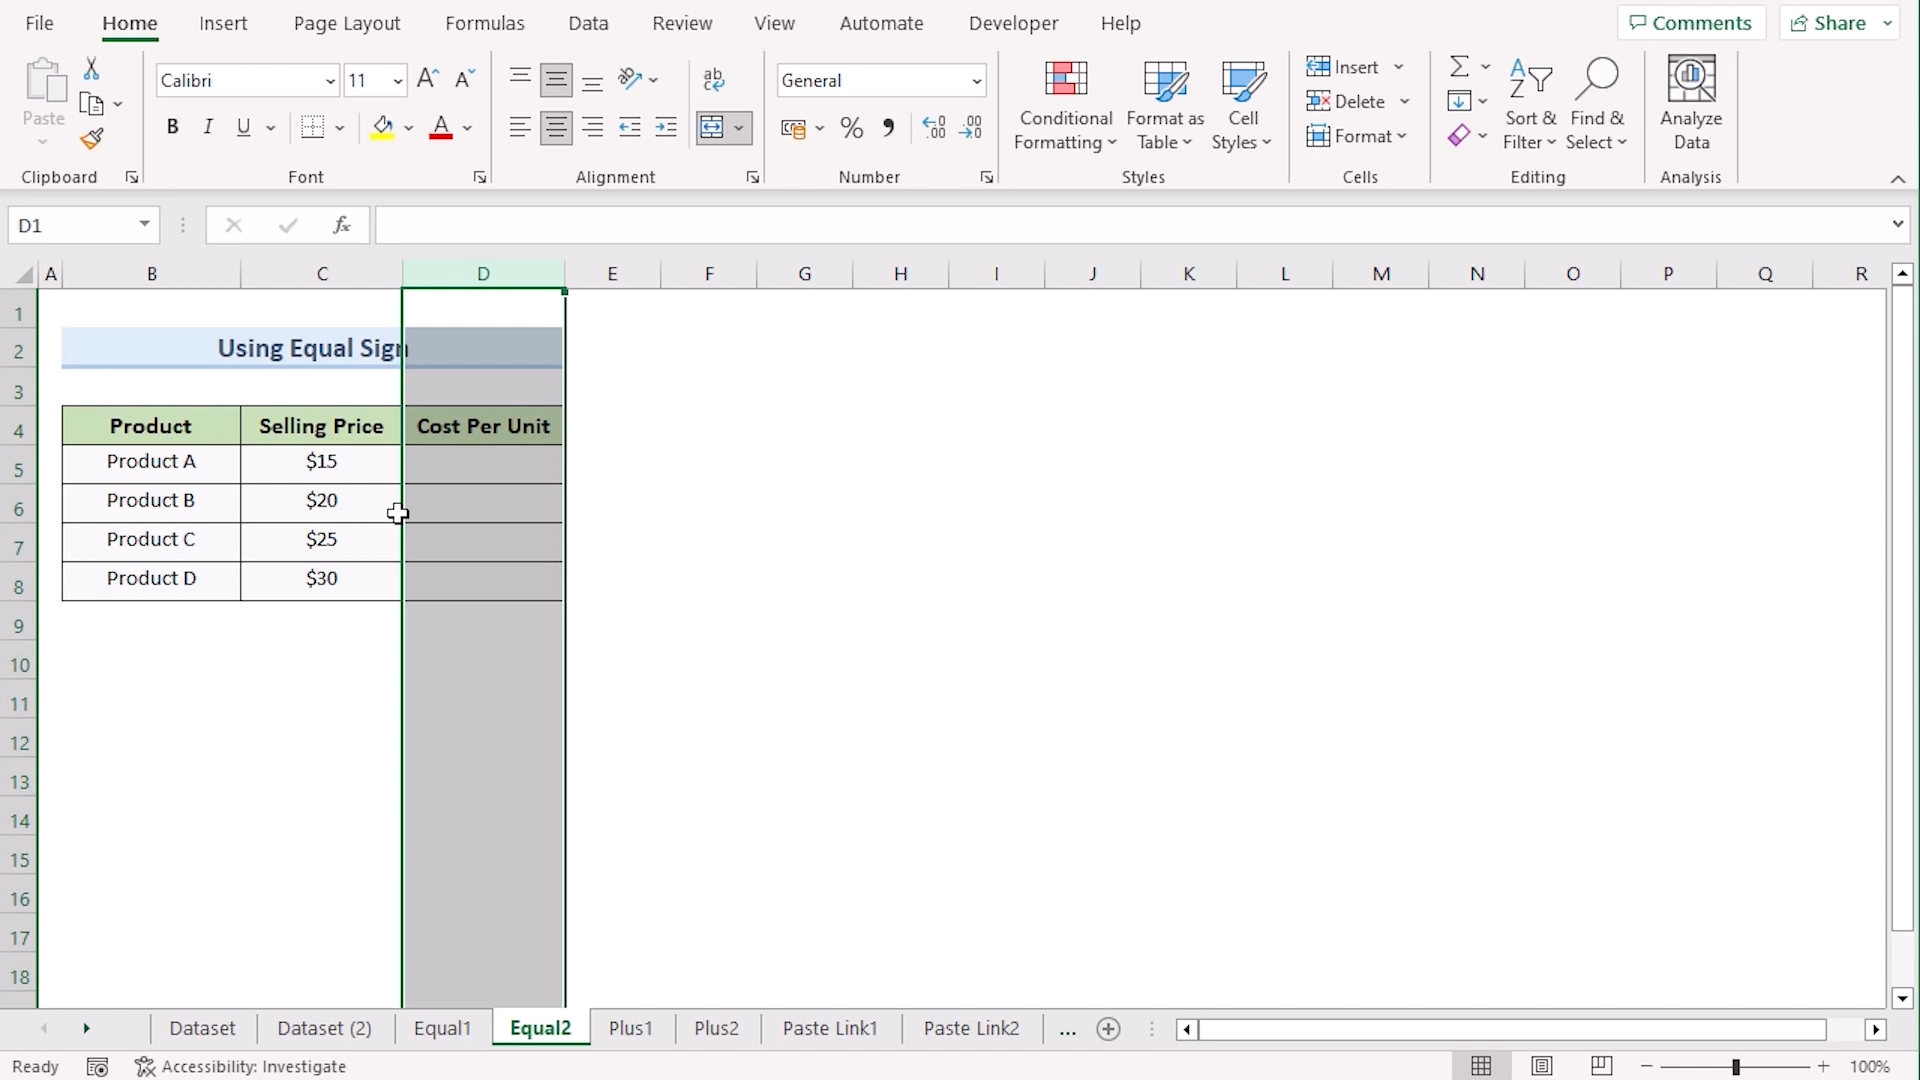 File Home Insert Page Layout Formulas Data Review View Automate Developer Help Comments Share
Calibri 11 General Insert
Delete
Format
Paste
B I U
Conditional Formatting
Format as Table
Cell Styles
Sort & Filter
Find & Select
Analyze Data
Clipboard Font Alignment Number Styles Cells Editing Analysis
D1 fx
A B C D E F G H I J K L M N O P Q R
1
2 Using Equal Sign
3
4 Product Selling Price Cost Per Unit
5 Product A $15
6 Product B $20
7 Product C $25
8 Product D $30
9
10
11
12
13
14
15
16
17
18
Dataset Dataset (2) Equal1 Equal2 Plus1 Plus2 Paste Link1 Paste Link2 ...
Ready Accessibility: Investigate 100%